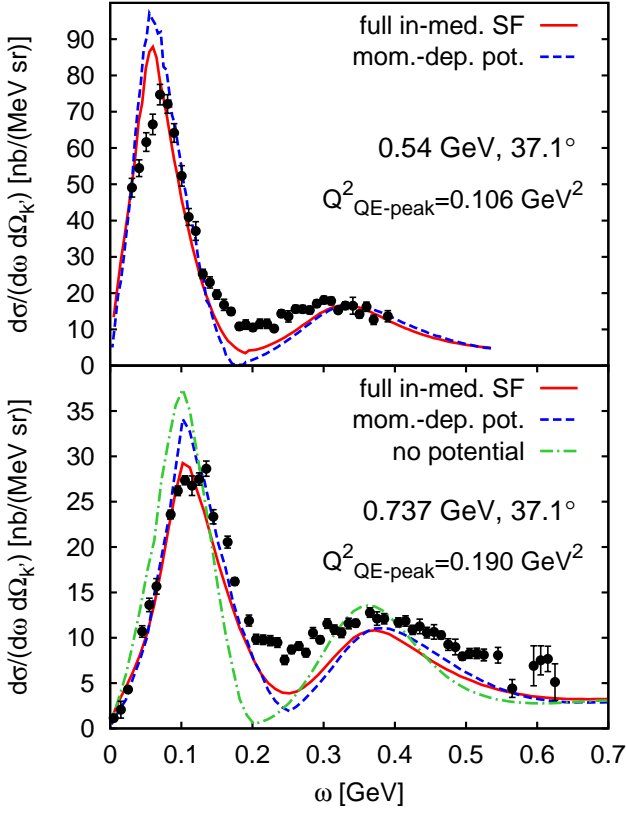 full in-med. SF
mom.-dep. pot.
0.54 GeV, 37.1°
Q²QE-peak=0.106 GeV²
dσ/(dω dΩk') [nb/(MeV sr)]
90
80
70
60
50
40
30
20
10
0
full in-med. SF
mom.-dep. pot.
no potential
0.737 GeV, 37.1°
Q²QE-peak=0.190 GeV²
dσ/(dω dΩk') [nb/(MeV sr)]
35
30
25
20
15
10
5
0
0 0.1 0.2 0.3 0.4 0.5 0.6 0.7
ω [GeV]